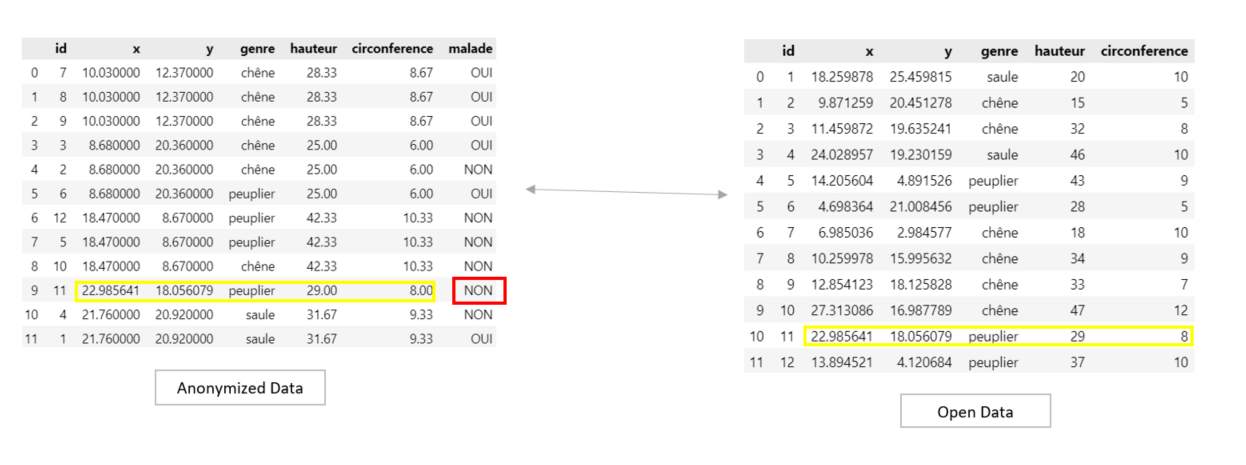 id x y genre hauteur circonference malade
0 7 10.030000 12.370000 chêne 28.33 8.67 OUI
1 8 10.030000 12.370000 chêne 28.33 8.67 OUI
2 9 10.030000 12.370000 chêne 28.33 8.67 OUI
3 3 8.680000 20.360000 chêne 25.00 6.00 OUI
4 2 8.680000 20.360000 chêne 25.00 6.00 NON
5 6 8.680000 20.360000 peuplier 25.00 6.00 OUI
6 12 18.470000 8.670000 peuplier 42.33 10.33 NON
7 5 18.470000 8.670000 peuplier 42.33 10.33 NON
8 10 18.470000 8.670000 chêne 42.33 10.33 NON
9 11 22.985641 18.056079 peuplier 29.00 8.00 NON
10 4 21.760000 20.920000 saule 31.67 9.33 NON
11 1 21.760000 20.920000 saule 31.67 9.33 OUI
Anonymized Data
id x y genre hauteur circonference
0 1 18.259878 25.459815 saule 20 10
1 2 9.871259 20.451278 chêne 15 5
2 3 11.459872 19.635241 chêne 32 8
3 4 24.028957 19.230159 saule 46 10
4 5 14.205604 4.891526 peuplier 43 9
5 6 4.698364 21.008456 peuplier 28 5
6 7 6.985036 2.984577 chêne 18 10
7 8 10.259978 15.995632 chêne 34 9
8 9 12.854123 18.125828 chêne 33 7
9 10 27.313086 16.987789 chêne 47 12
10 11 22.985641 18.056079 peuplier 29 8
11 12 13.894521 4.120684 peuplier 37 10
Open Data